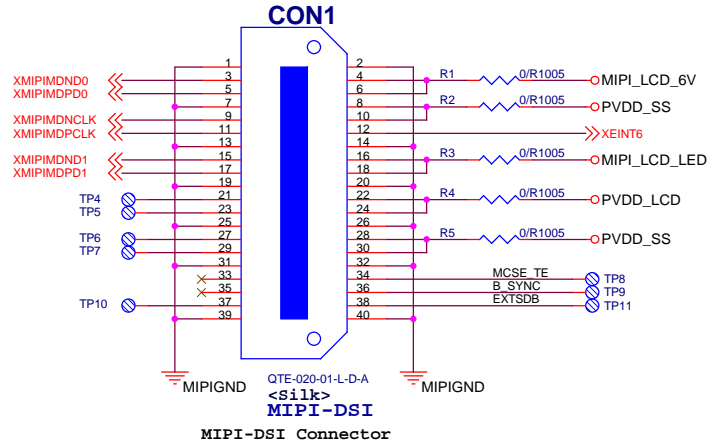 CON1
1 2
XMIPIMDND0 3 4 R1 0/R1005 MIPI_LCD_6V
XMIPIMDPD0 5 6
7 8 R2 0/R1005 PVDD_SS
XMIPIMDNCLK 9 10
XMIPIMDPCLK 11 12 XEINT6
13 14
XMIPIMDND1 15 16 R3 0/R1005 MIPI_LCD_LED
XMIPIMDPD1 17 18
19 20
TP4 21 22 R4 0/R1005 PVDD_LCD
TP5 23 24
25 26
TP6 27 28 R5 0/R1005 PVDD_SS
TP7 29 30
31 32
33 34 MCSE_TE TP8
35 36 B_SYNC TP9
TP10 37 38 EXTSDB TP11
39 40
MIPIGND MIPIGND
QTE-020-01-L-D-A
<Silk>
MIPI-DSI
MIPI-DSI Connector